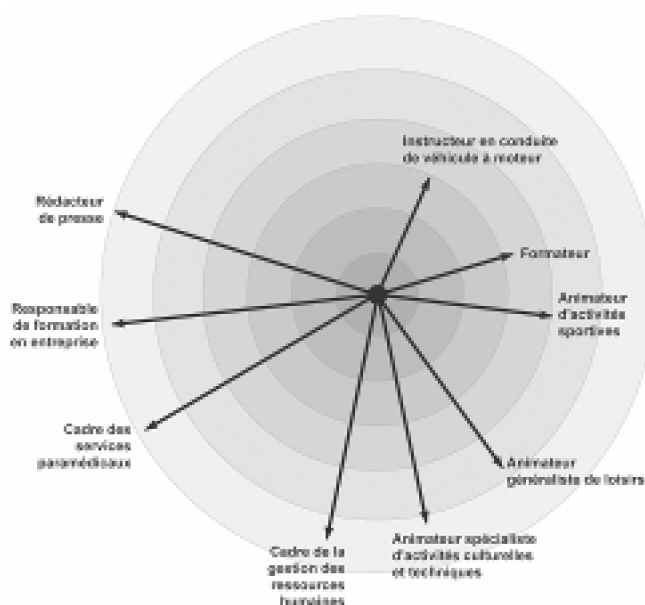 Instructeur en conduite
de véhicule à moteur
Rédacteur
de presse
Formateur
Animateur
d'activités
sportives
Responsable
de formation
en entreprise
Cadre des
services
paramédicaux
Animateur
généraliste de loisirs
Animateur spécialiste
d'activités culturelles
et techniques
Cadre de la
gestion des
ressources
humaines